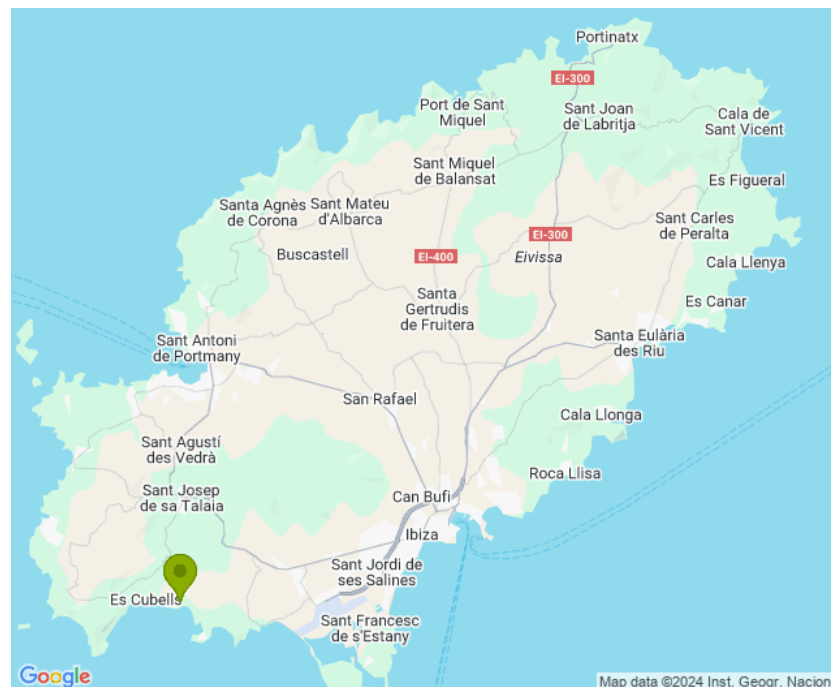 Portinatx
EI-300
Port de Sant
Miquel
Sant Joan
de Labritja
Cala de
Sant Vicent
Sant Miquel
de Balansat
Es Figueral
Santa Agnès
de Corona
Sant Mateu
d'Albarca
Sant Carles
de Peralta
EI-300
Buscastell
EI-400
Eivissa
Cala Llenya
Santa
Gertrudis
de Fruitera
Es Canar
Sant Antoni
de Portmany
Santa Eulària
des Riu
San Rafael
Cala Llonga
Sant Agustí
des Vedrà
Roca Llisa
Sant Josep
de sa Talaia
Can Bufi
Ibiza
Sant Jordi de
ses Salines
Es Cubells
Sant Francesc
de s'Estany
Google
Map data ©2024 Inst. Geogr. Nacion